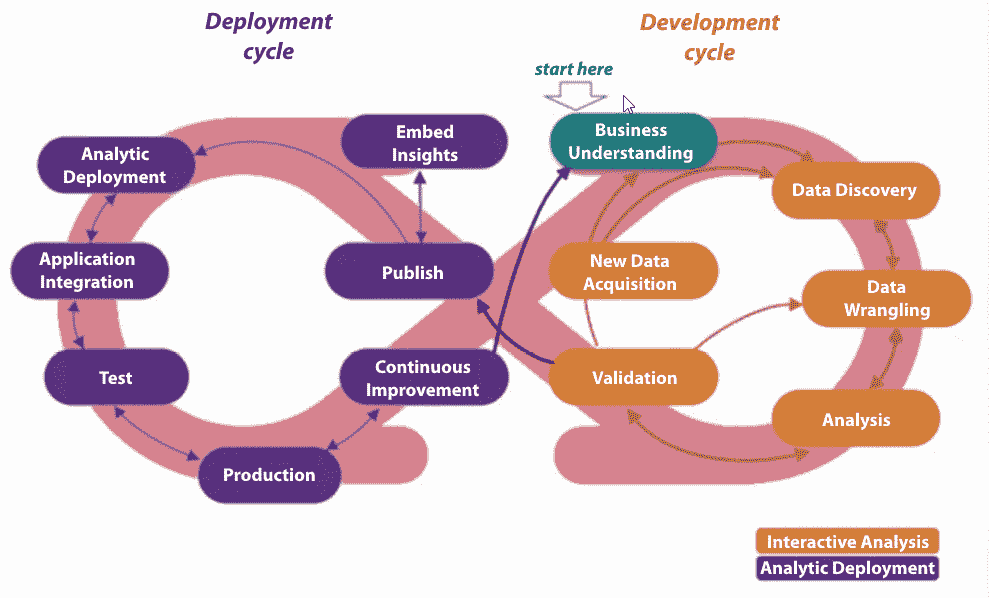 Deployment
cycle
Development
cycle
start here
Embed
Insights
Business
Understanding
Analytic
Deployment
Data Discovery
Application
Integration
Publish
New Data
Acquisition
Data
Wrangling
Test
Continuous
Improvement
Validation
Analysis
Production
Interactive Analysis
Analytic Deployment